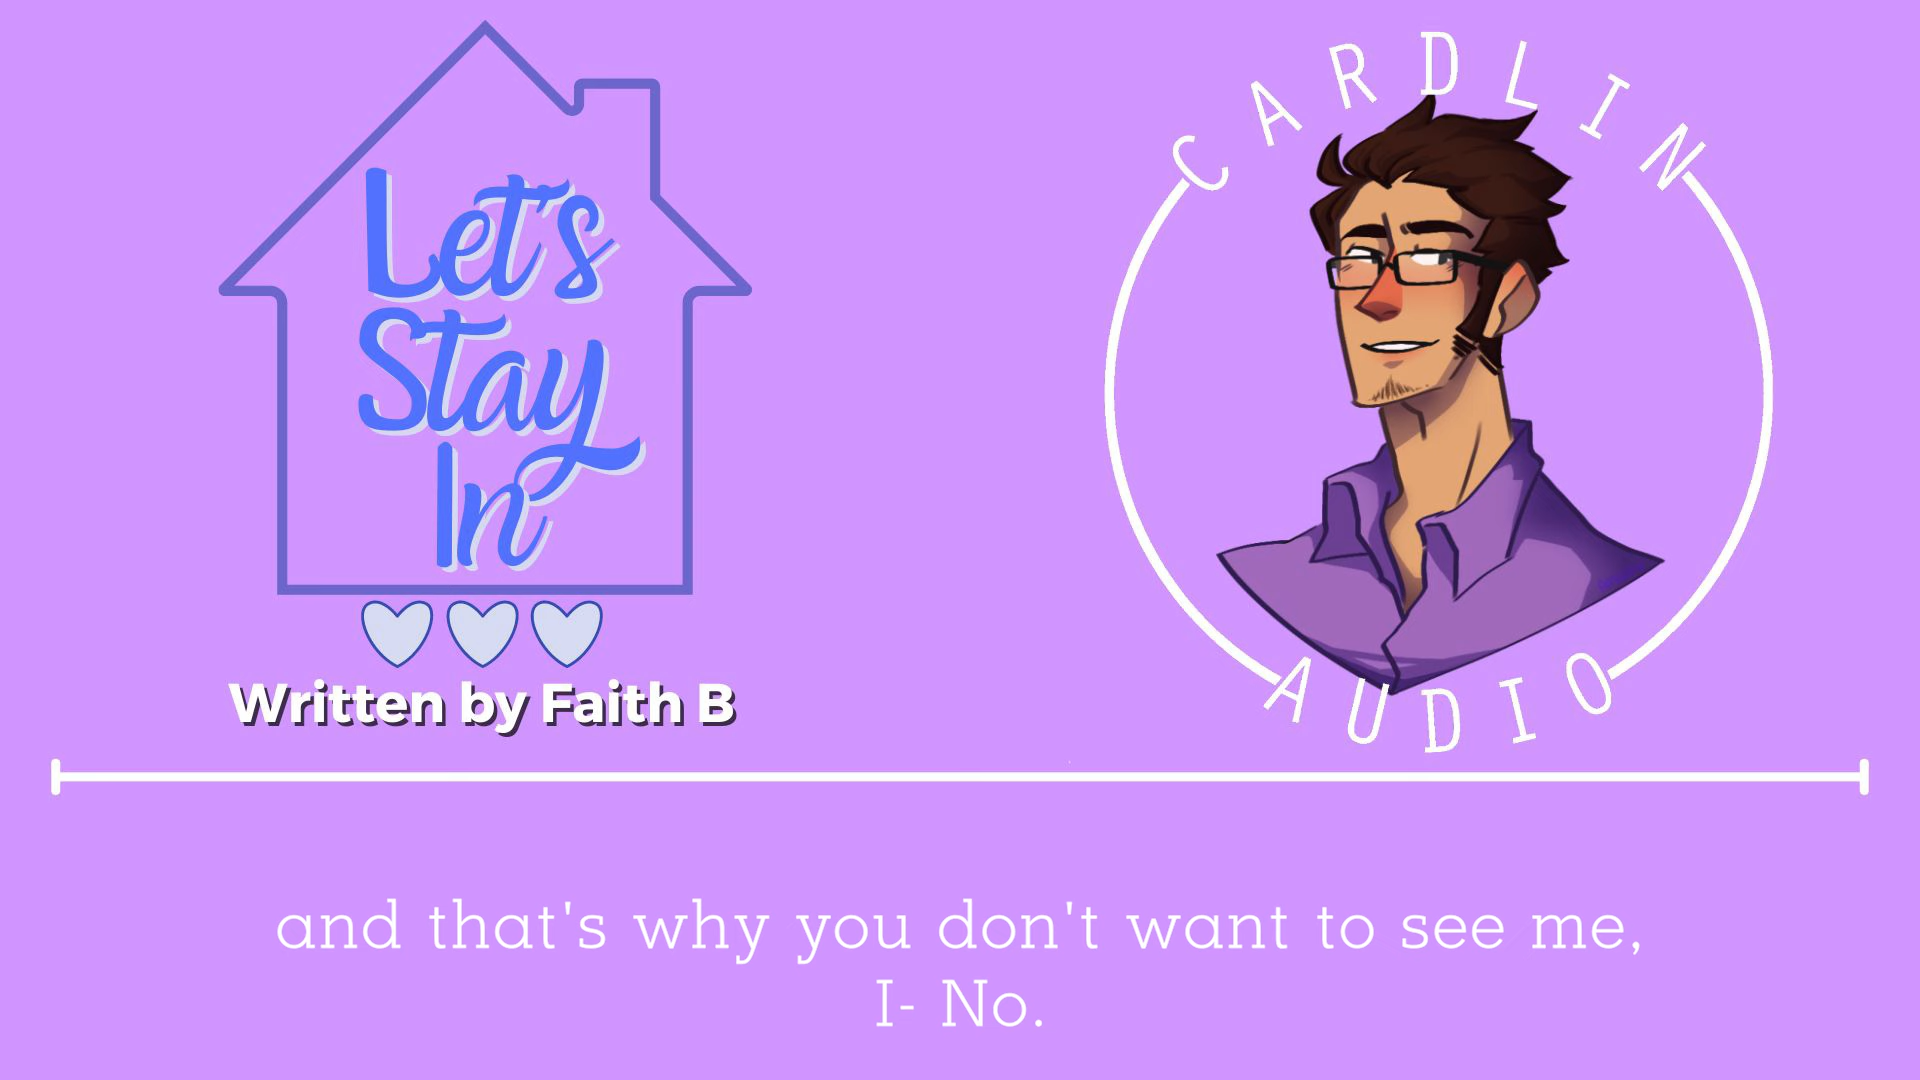 Let's
Stay
In
Written by Faith B
CARDLIN
AUDIO
and that's why you don't want to see me,
I- No.